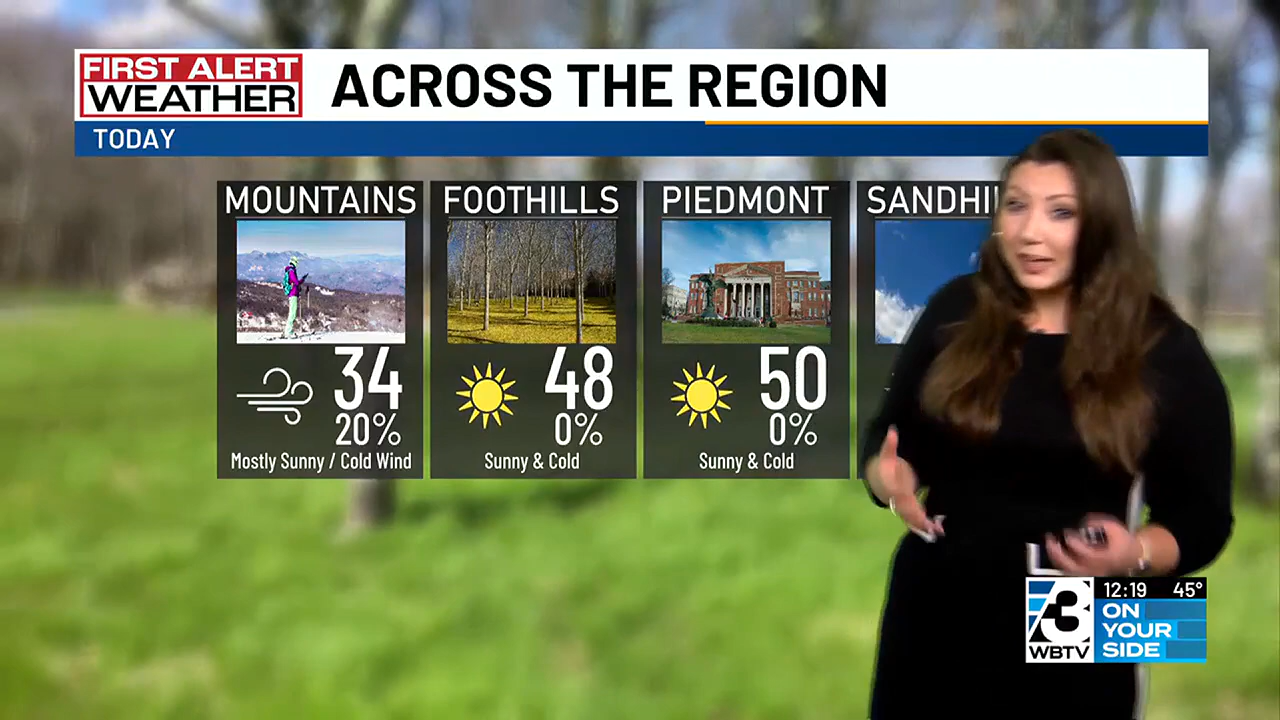 FIRST ALERT
WEATHER
ACROSS THE REGION
TODAY
MOUNTAINS
34
20%
Mostly Sunny / Cold Wind
FOOTHILLS
48
0%
Sunny & Cold
PIEDMONT
50
0%
Sunny & Cold
SANDHI
3
WBTV
12:19 45°
ON
YOUR
SIDE